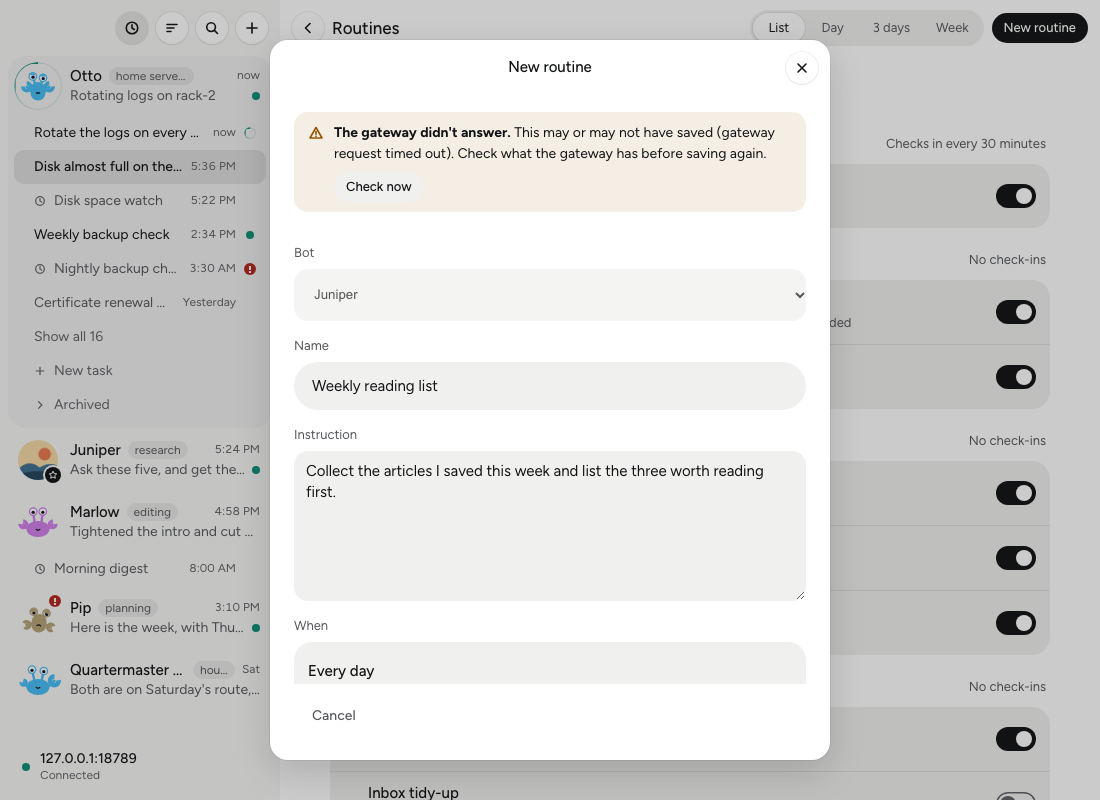 Routines
List
Day
3 days
Week
New routine
Otto
home serve...
now
Rotating logs on rack-2
Rotate the logs on every ...
now
Disk almost full on the...
5:36 PM
Disk space watch
5:22 PM
Weekly backup check
2:34 PM
Nightly backup ch...
3:30 AM
Certificate renewal ...
Yesterday
Show all 16
New task
Archived
Juniper
research
5:24 PM
Ask these five, and get the...
Marlow
editing
4:58 PM
Tightened the intro and cut ...
Morning digest
8:00 AM
Pip
planning
3:10 PM
Here is the week, with Thu...
Quartermaster ...
hou...
Sat
Both are on Saturday's route,...
127.0.0.1:18789
Connected
New routine
The gateway didn't answer. This may or may not have saved (gateway
request timed out). Check what the gateway has before saving again.
Check now
Bot
Juniper
Name
Weekly reading list
Instruction
Collect the articles I saved this week and list the three worth reading
first.
When
Every day
Cancel
Checks in every 30 minutes
No check-ins
ded
No check-ins
No check-ins
Inbox tidy-up